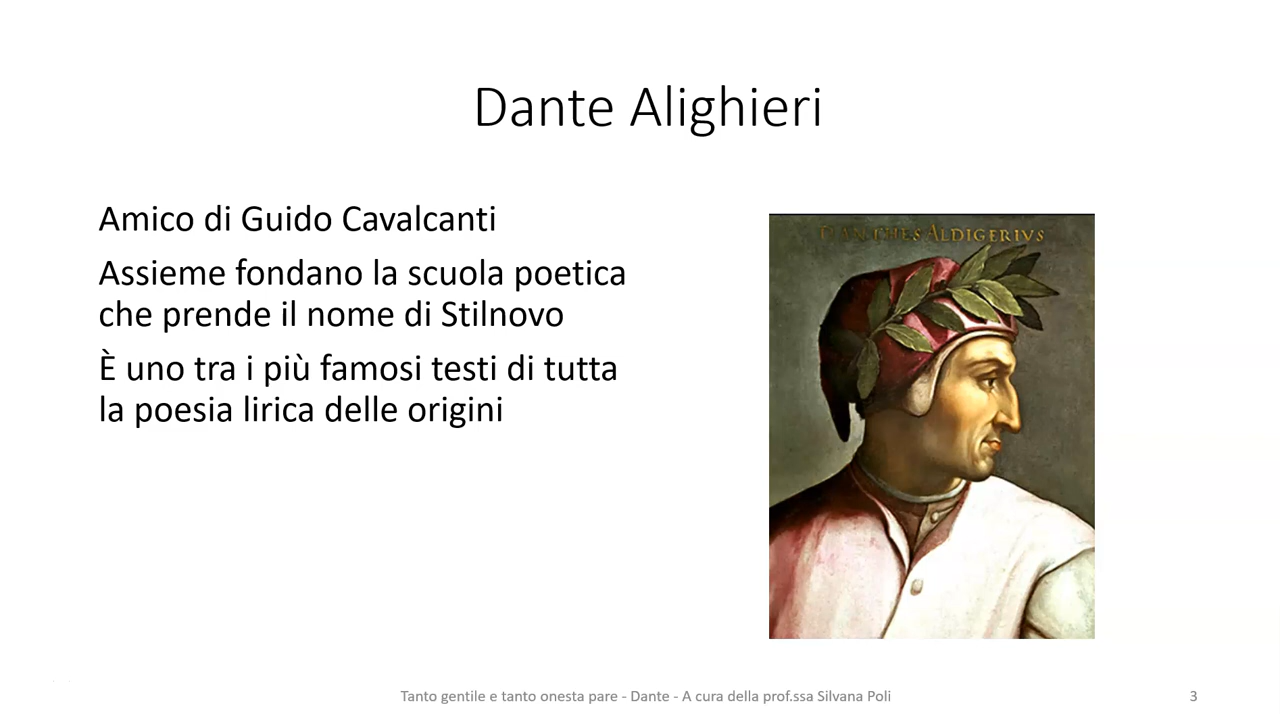 Dante Alighieri
Amico di Guido Cavalcanti
Assieme fondano la scuola poetica
che prende il nome di Stilnovo
È uno tra i più famosi testi di tutta
la poesia lirica delle origini
DANTHES ALDIGERIVS
Tanto gentile e tanto onesta pare - Dante - A cura della prof.ssa Silvana Poli
3